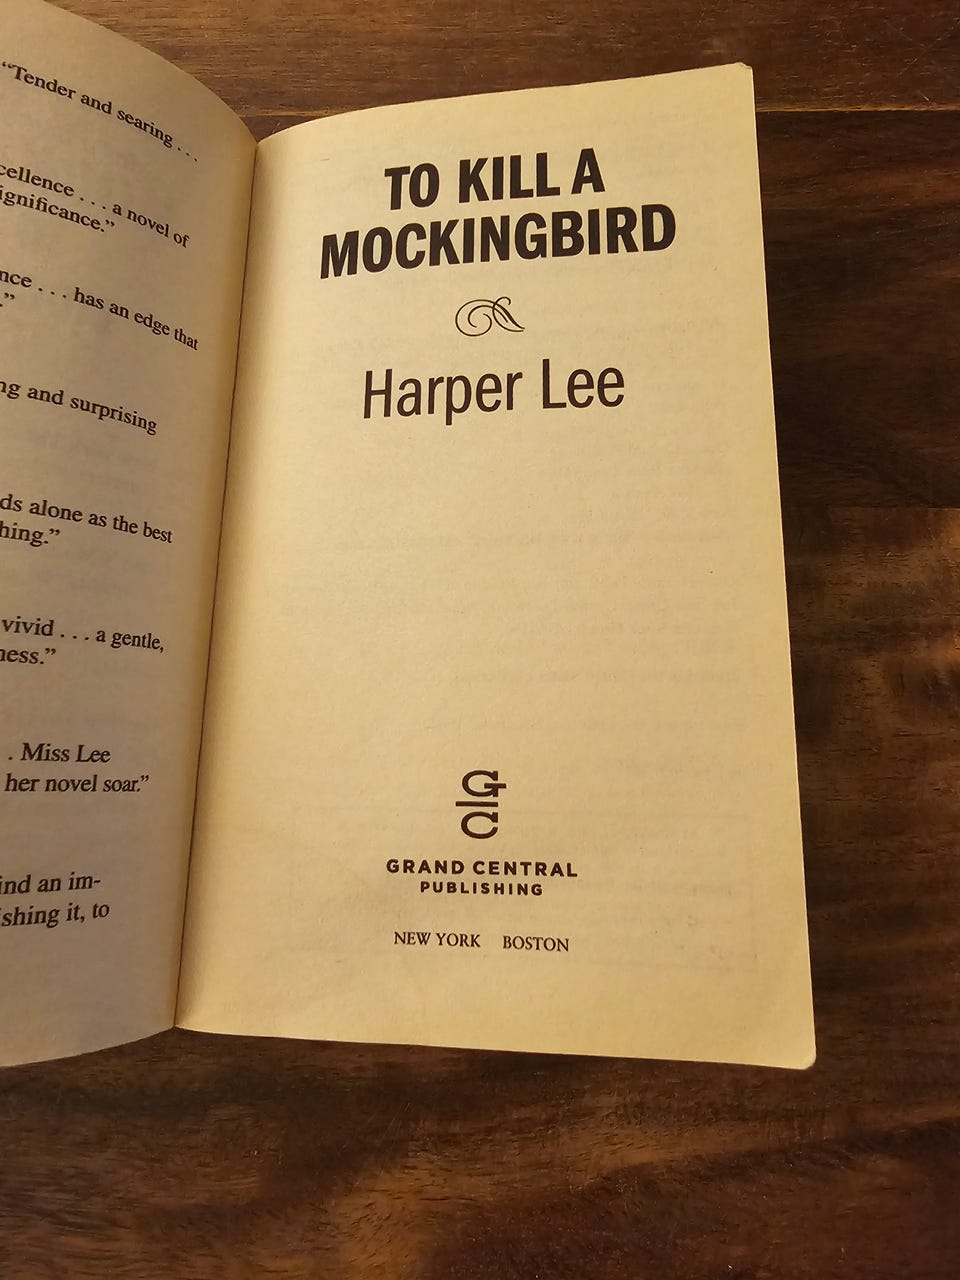 “Tender and searing . . .
cellence . . . a novel of
ignificance.”
nce . . . has an edge that
.”
ng and surprising
ds alone as the best
hing.”
vivid . . . a gentle,
ness.”
. Miss Lee
her novel soar.”
ind an im-
shing it, to
TO KILL A
MOCKINGBIRD
Harper Lee
G
C
GRAND CENTRAL
PUBLISHING
NEW YORK BOSTON